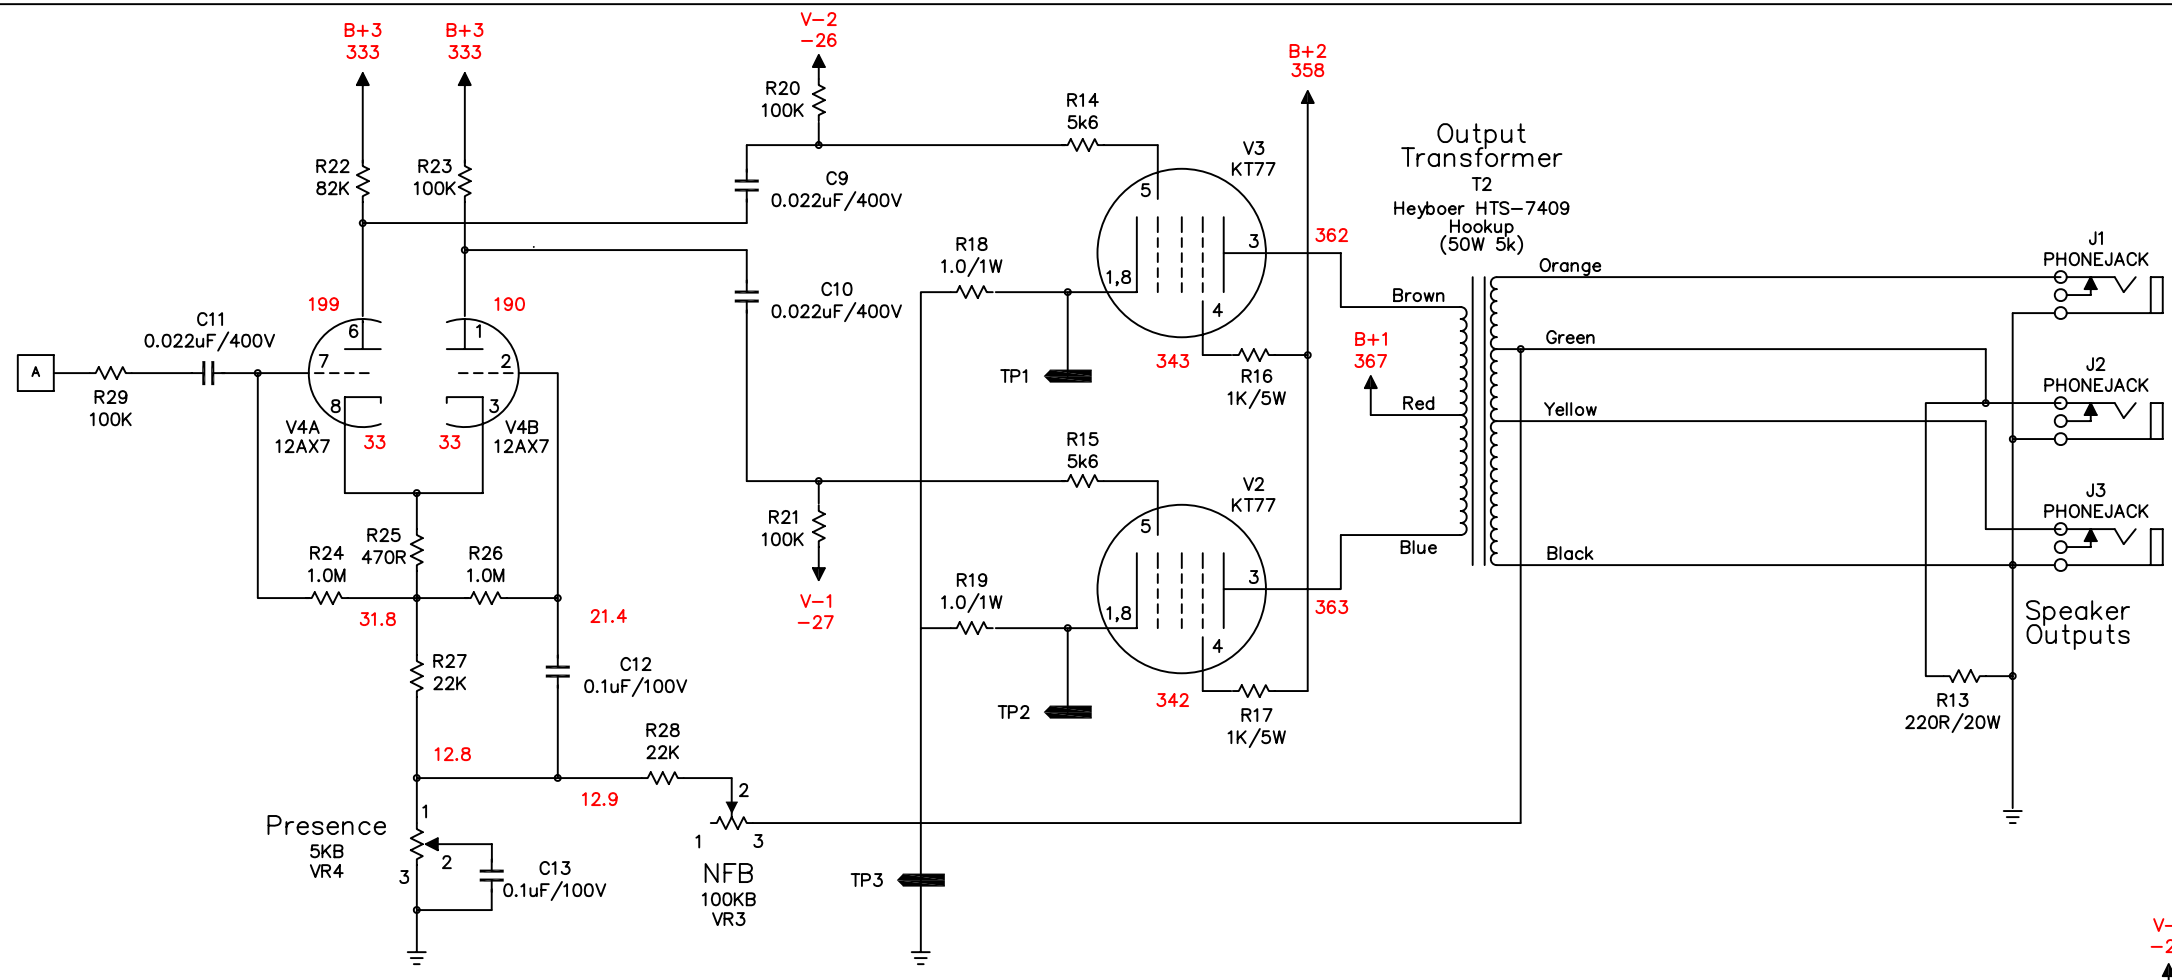 B+3
333
B+3
333
V-2
-26
R20
100K
B+2
358
R14
5k6
Output
Transformer
T2
Heyboer HTS-7409
Hookup
(50W 5k)
R22
82K
R23
100K
C9
0.022uF/400V
V3
KT77
5
3
1,8
4
362
R18
1.0/1W
C10
0.022uF/400V
Orange
Brown
J1
PHONEJACK
199
190
6
1
7
2
8
3
C11
0.022uF/400V
A
R29
100K
V4A
12AX7
33
33
V4B
12AX7
TP1
343
R16
1K/5W
B+1
367
Red
Green
Yellow
J2
PHONEJACK
R15
5k6
V2
KT77
5
3
1,8
4
363
R21
100K
V-1
-27
R25
470R
R24
1.0M
R26
1.0M
31.8
21.4
R19
1.0/1W
Blue
Black
J3
PHONEJACK
Speaker
Outputs
R27
22K
C12
0.1uF/100V
TP2
342
R17
1K/5W
R13
220R/20W
12.8
R28
22K
12.9
2
1
3
NFB
100KB
VR3
Presence
5KB
VR4
1
2
3
C13
0.1uF/100V
TP3